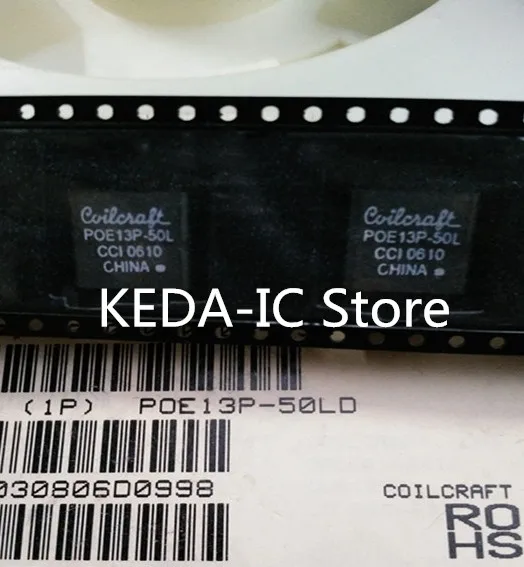 Coilcraft
POE13P-50L
CCI 0610
CHINA
Coilcraft
POE13P-50L
CCI 0610
CHINA
KEDA-IC Store
(1P) POE13P-50LD
030806D0998
COILCRAFT
RO
HS